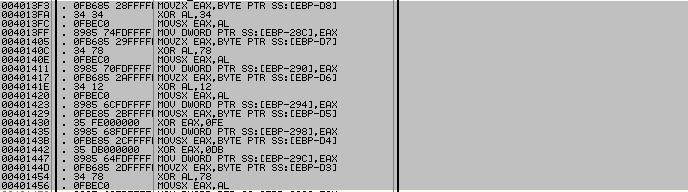 004013F3 . 0FB685 28FFFFFF MOVZX EAX,BYTE PTR SS:[EBP-D8]
004013FA . 34 34 XOR AL,34
004013FC . 0FBEC0 MOVSX EAX,AL
004013FF . 8985 74FDFFFF MOV DWORD PTR SS:[EBP-28C],EAX
00401405 . 0FB685 29FFFFFF MOVZX EAX,BYTE PTR SS:[EBP-D7]
0040140C . 34 78 XOR AL,78
0040140E . 0FBEC0 MOVSX EAX,AL
00401411 . 8985 70FDFFFF MOV DWORD PTR SS:[EBP-290],EAX
00401417 . 0FB685 2AFFFFFF MOVZX EAX,BYTE PTR SS:[EBP-D6]
0040141E . 34 12 XOR AL,12
00401420 . 0FBEC0 MOVSX EAX,AL
00401423 . 8985 6CFDFFFF MOV DWORD PTR SS:[EBP-294],EAX
00401429 . 0FBE85 2BFFFFFF MOVSX EAX,BYTE PTR SS:[EBP-D5]
00401430 . 35 FE000000 XOR EAX,0FE
00401435 . 8985 68FDFFFF MOV DWORD PTR SS:[EBP-298],EAX
0040143B . 0FBE85 2CFFFFFF MOVSX EAX,BYTE PTR SS:[EBP-D4]
00401442 . 35 DB000000 XOR EAX,0DB
00401447 . 8985 64FDFFFF MOV DWORD PTR SS:[EBP-29C],EAX
0040144D . 0FB685 2DFFFFFF MOVZX EAX,BYTE PTR SS:[EBP-D3]
00401454 . 34 78 XOR AL,78
00401456 . 0FBEC0 MOVSX EAX,AL